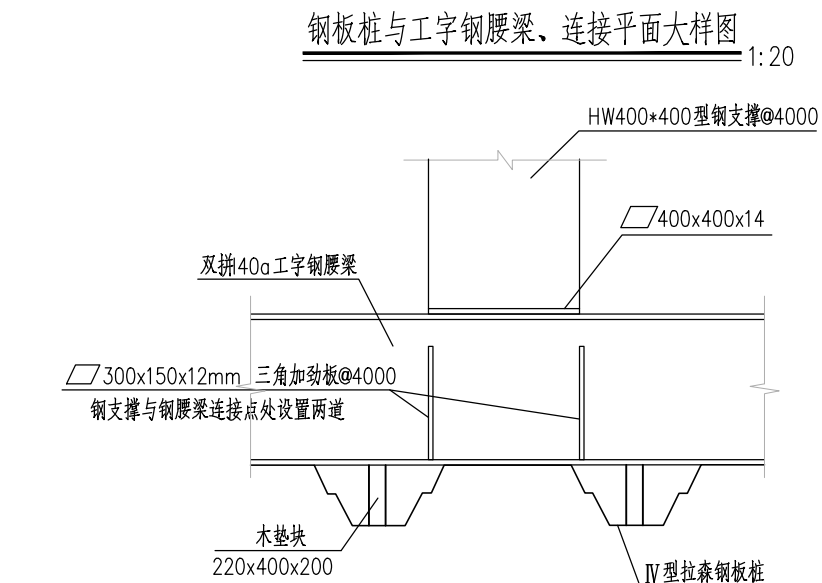 钢板桩与工字钢腰梁、连接平面大样图
1:20
HW400*400型钢支撑@4000
400x400x14
双拼40a工字钢腰梁
300x150x12mm 三角加劲板@4000
钢支撑与钢腰梁连接点处设置两道
木垫块
220x400x200
Ⅳ型拉森钢板桩